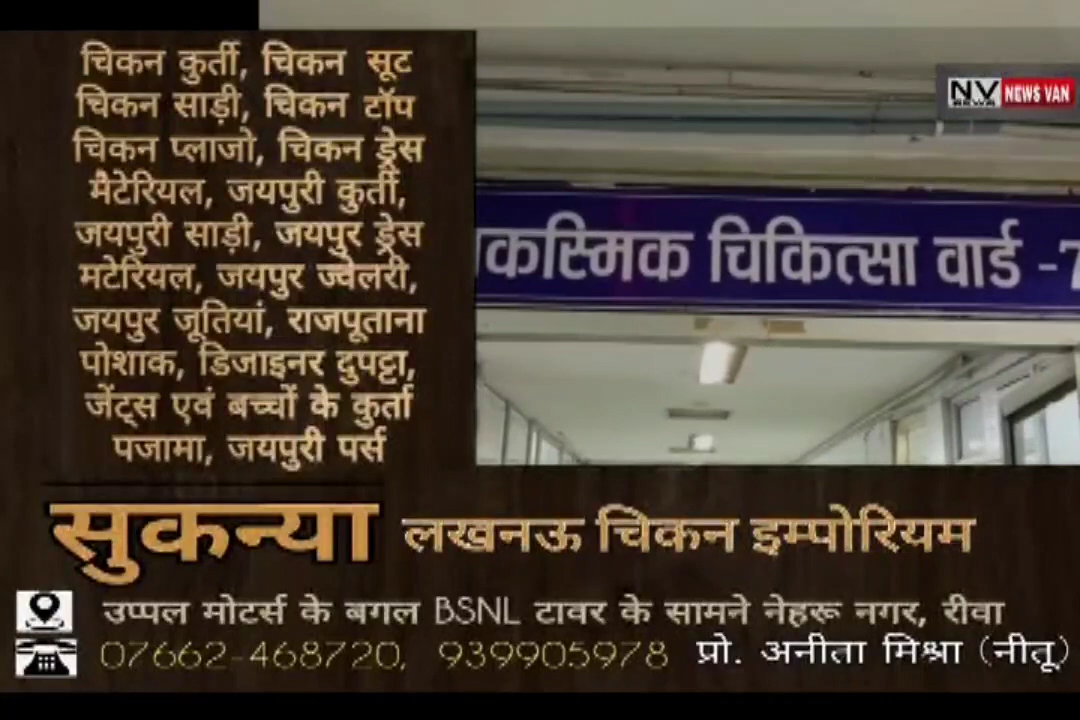 चिकन कुर्ती, चिकन सूट
चिकन साड़ी, चिकन टॉप
चिकन प्लाजो, चिकन ड्रेस
मैटेरियल, जयपुरी कुर्ती,
जयपुरी साड़ी, जयपुर ड्रेस
मटेरियल, जयपुर ज्वेलरी,
जयपुर जूतियां, राजपूताना
पोशाक, डिजाइनर दुपट्टा,
जेंट्स एवं बच्चों के कुर्ता
पजामा, जयपुरी पर्स
NV NEWS NEWS VAN
ाकस्मिक चिकित्सा वार्ड -7
सुकन्या लखनऊ चिकन इम्पोरियम
उप्पल मोटर्स के बगल BSNL टावर के सामने नेहरू नगर, रीवा
07662-468720, 939905978 प्रो. अनीता मिश्रा (नीतू)